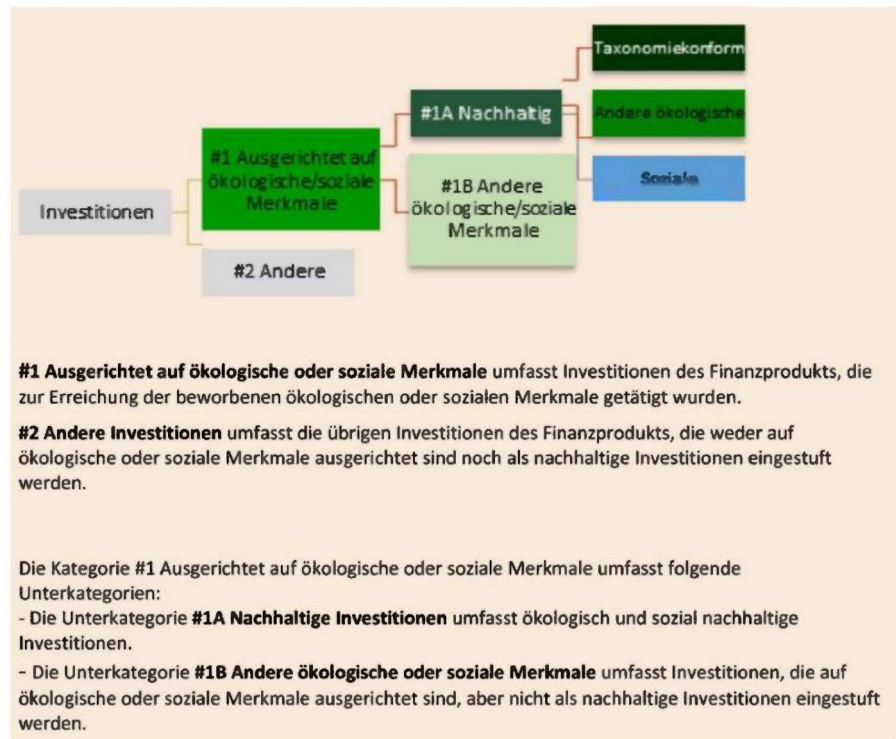 Taxonomiekonform
#1A Nachhaltig
Andere ökologische
#1 Ausgerichtet auf
ökologische/soziale
Merkmale
#1B Andere
ökologische/soziale
Merkmale
Soziale
Investitionen
#2 Andere
#1 Ausgerichtet auf ökologische oder soziale Merkmale umfasst Investitionen des Finanzprodukts, die
zur Erreichung der beworbenen ökologischen oder sozialen Merkmale getätigt wurden.
#2 Andere Investitionen umfasst die übrigen Investitionen des Finanzprodukts, die weder auf
ökologische oder soziale Merkmale ausgerichtet sind noch als nachhaltige Investitionen eingestuft
werden.
Die Kategorie #1 Ausgerichtet auf ökologische oder soziale Merkmale umfasst folgende
Unterkategorien:
- Die Unterkategorie #1A Nachhaltige Investitionen umfasst ökologisch und sozial nachhaltige
Investitionen.
- Die Unterkategorie #1B Andere ökologische oder soziale Merkmale umfasst Investitionen, die auf
ökologische oder soziale Merkmale ausgerichtet sind, aber nicht als nachhaltige Investitionen eingestuft
werden.